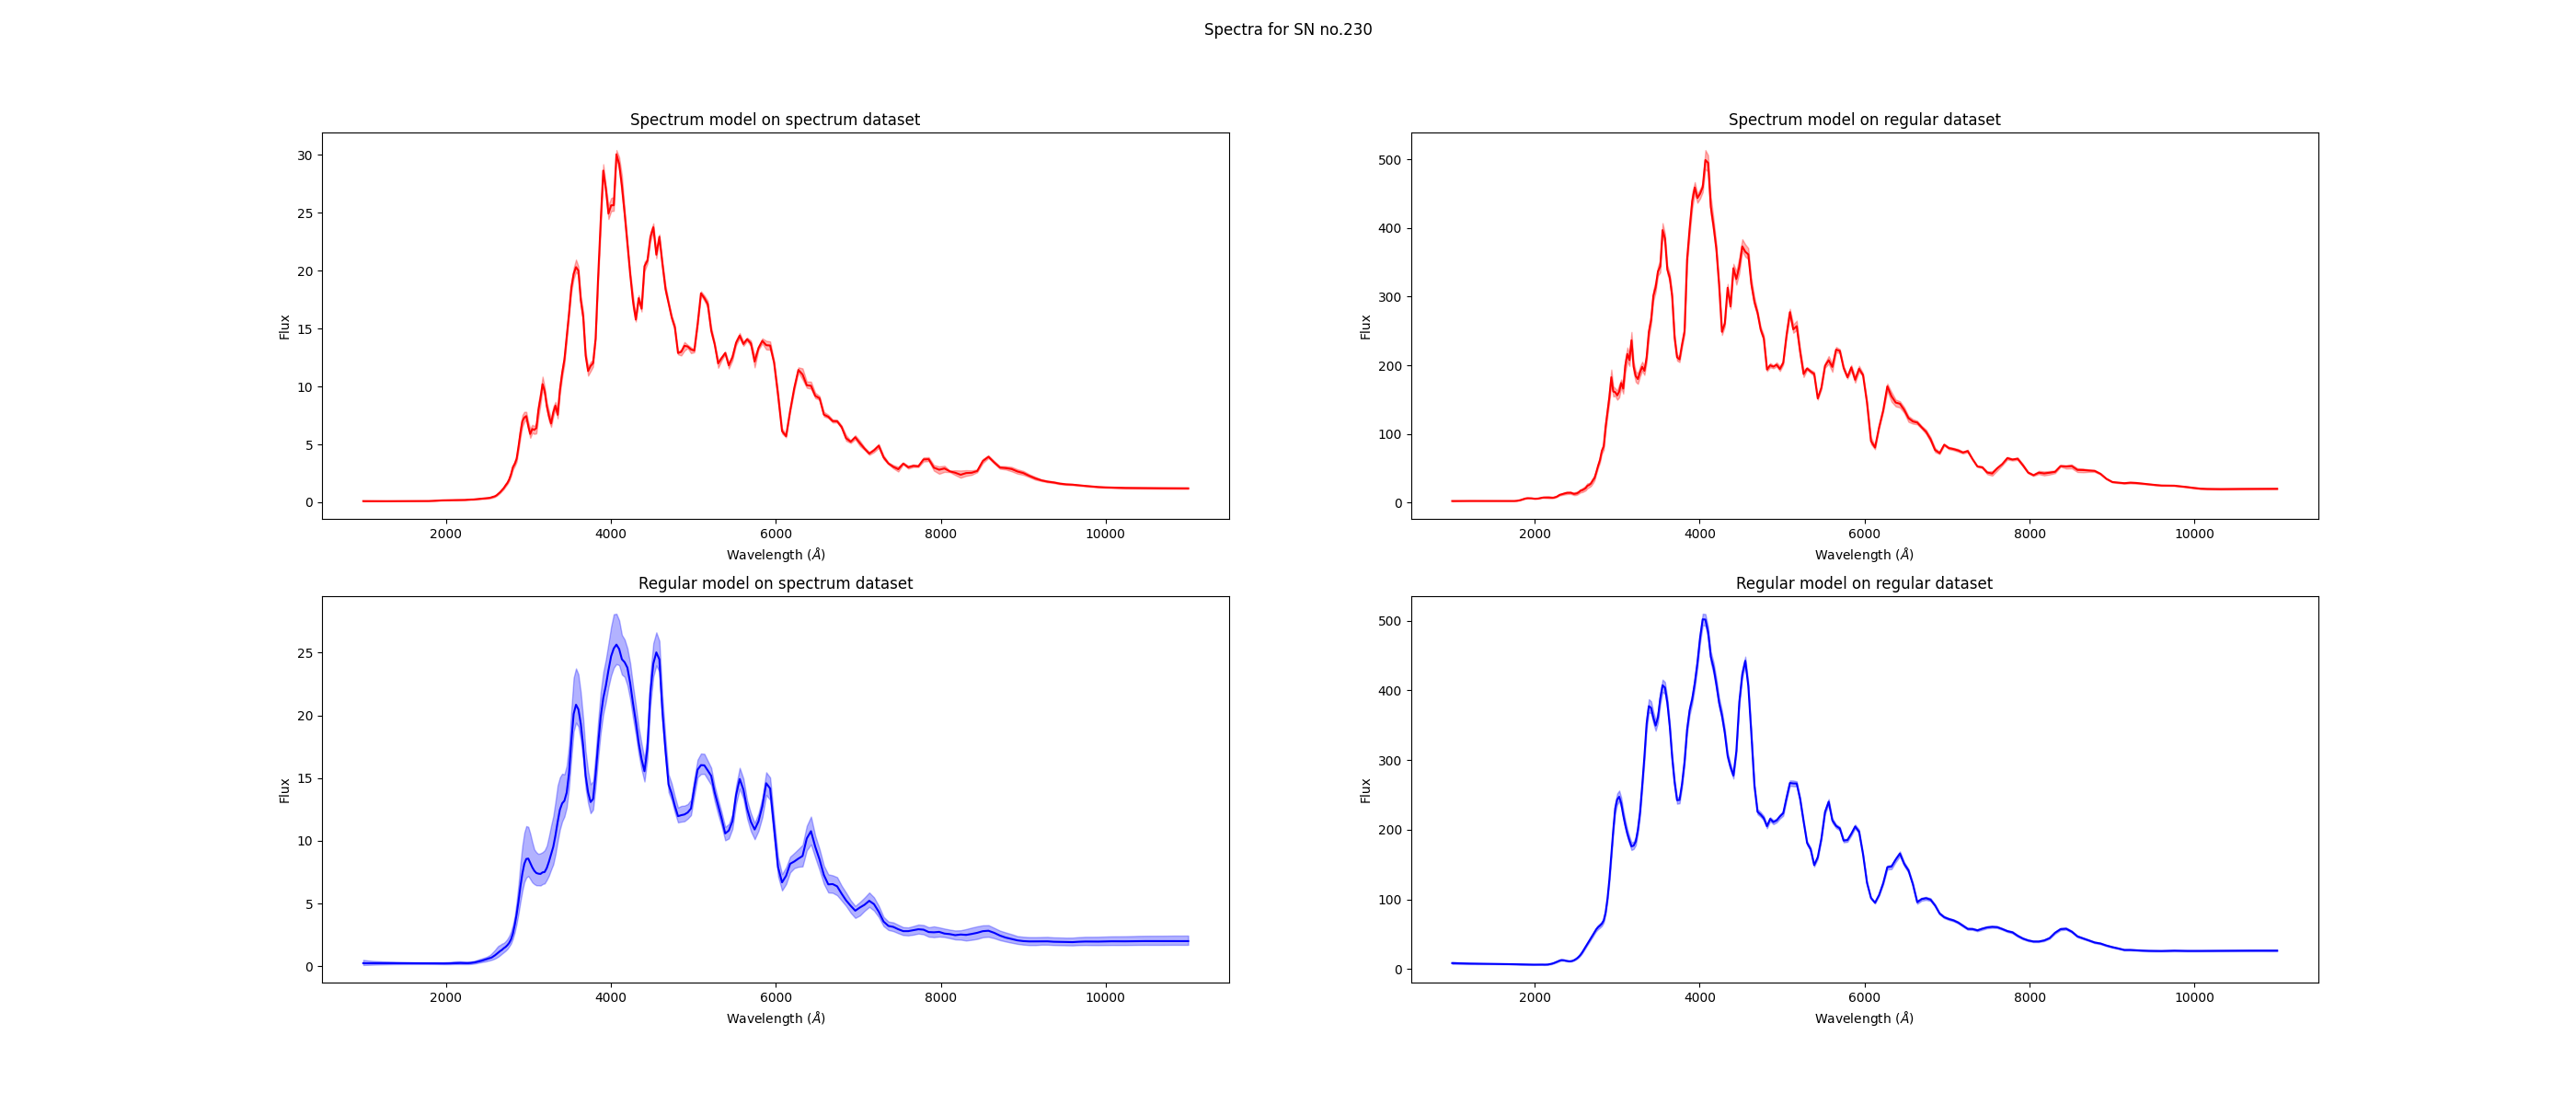 Spectra for SN no.230
Spectrum model on spectrum dataset
30
25
20
15
10
5
0
Flux
2000 4000 6000 8000 10000
Wavelength (Å)
Spectrum model on regular dataset
500
400
300
200
100
0
Flux
2000 4000 6000 8000 10000
Wavelength (Å)
Regular model on spectrum dataset
25
20
15
10
5
0
Flux
2000 4000 6000 8000 10000
Wavelength (Å)
Regular model on regular dataset
500
400
300
200
100
0
Flux
2000 4000 6000 8000 10000
Wavelength (Å)